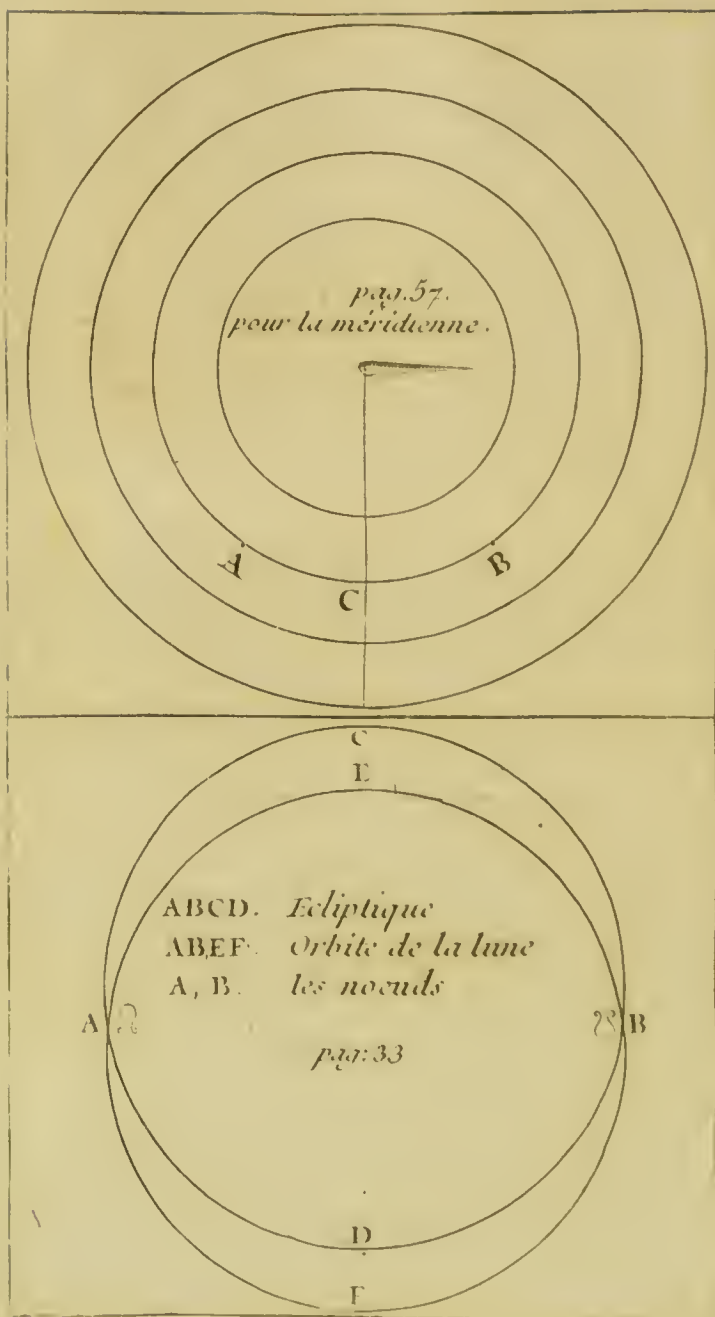 pag. 57.
pour la méridienne.
A
B
C
C
E
ABCD. Ecliptique
ABEF. Orbite de la lune
A, B. les noeuds
A ☊ ☋ B
pag: 33
D
F